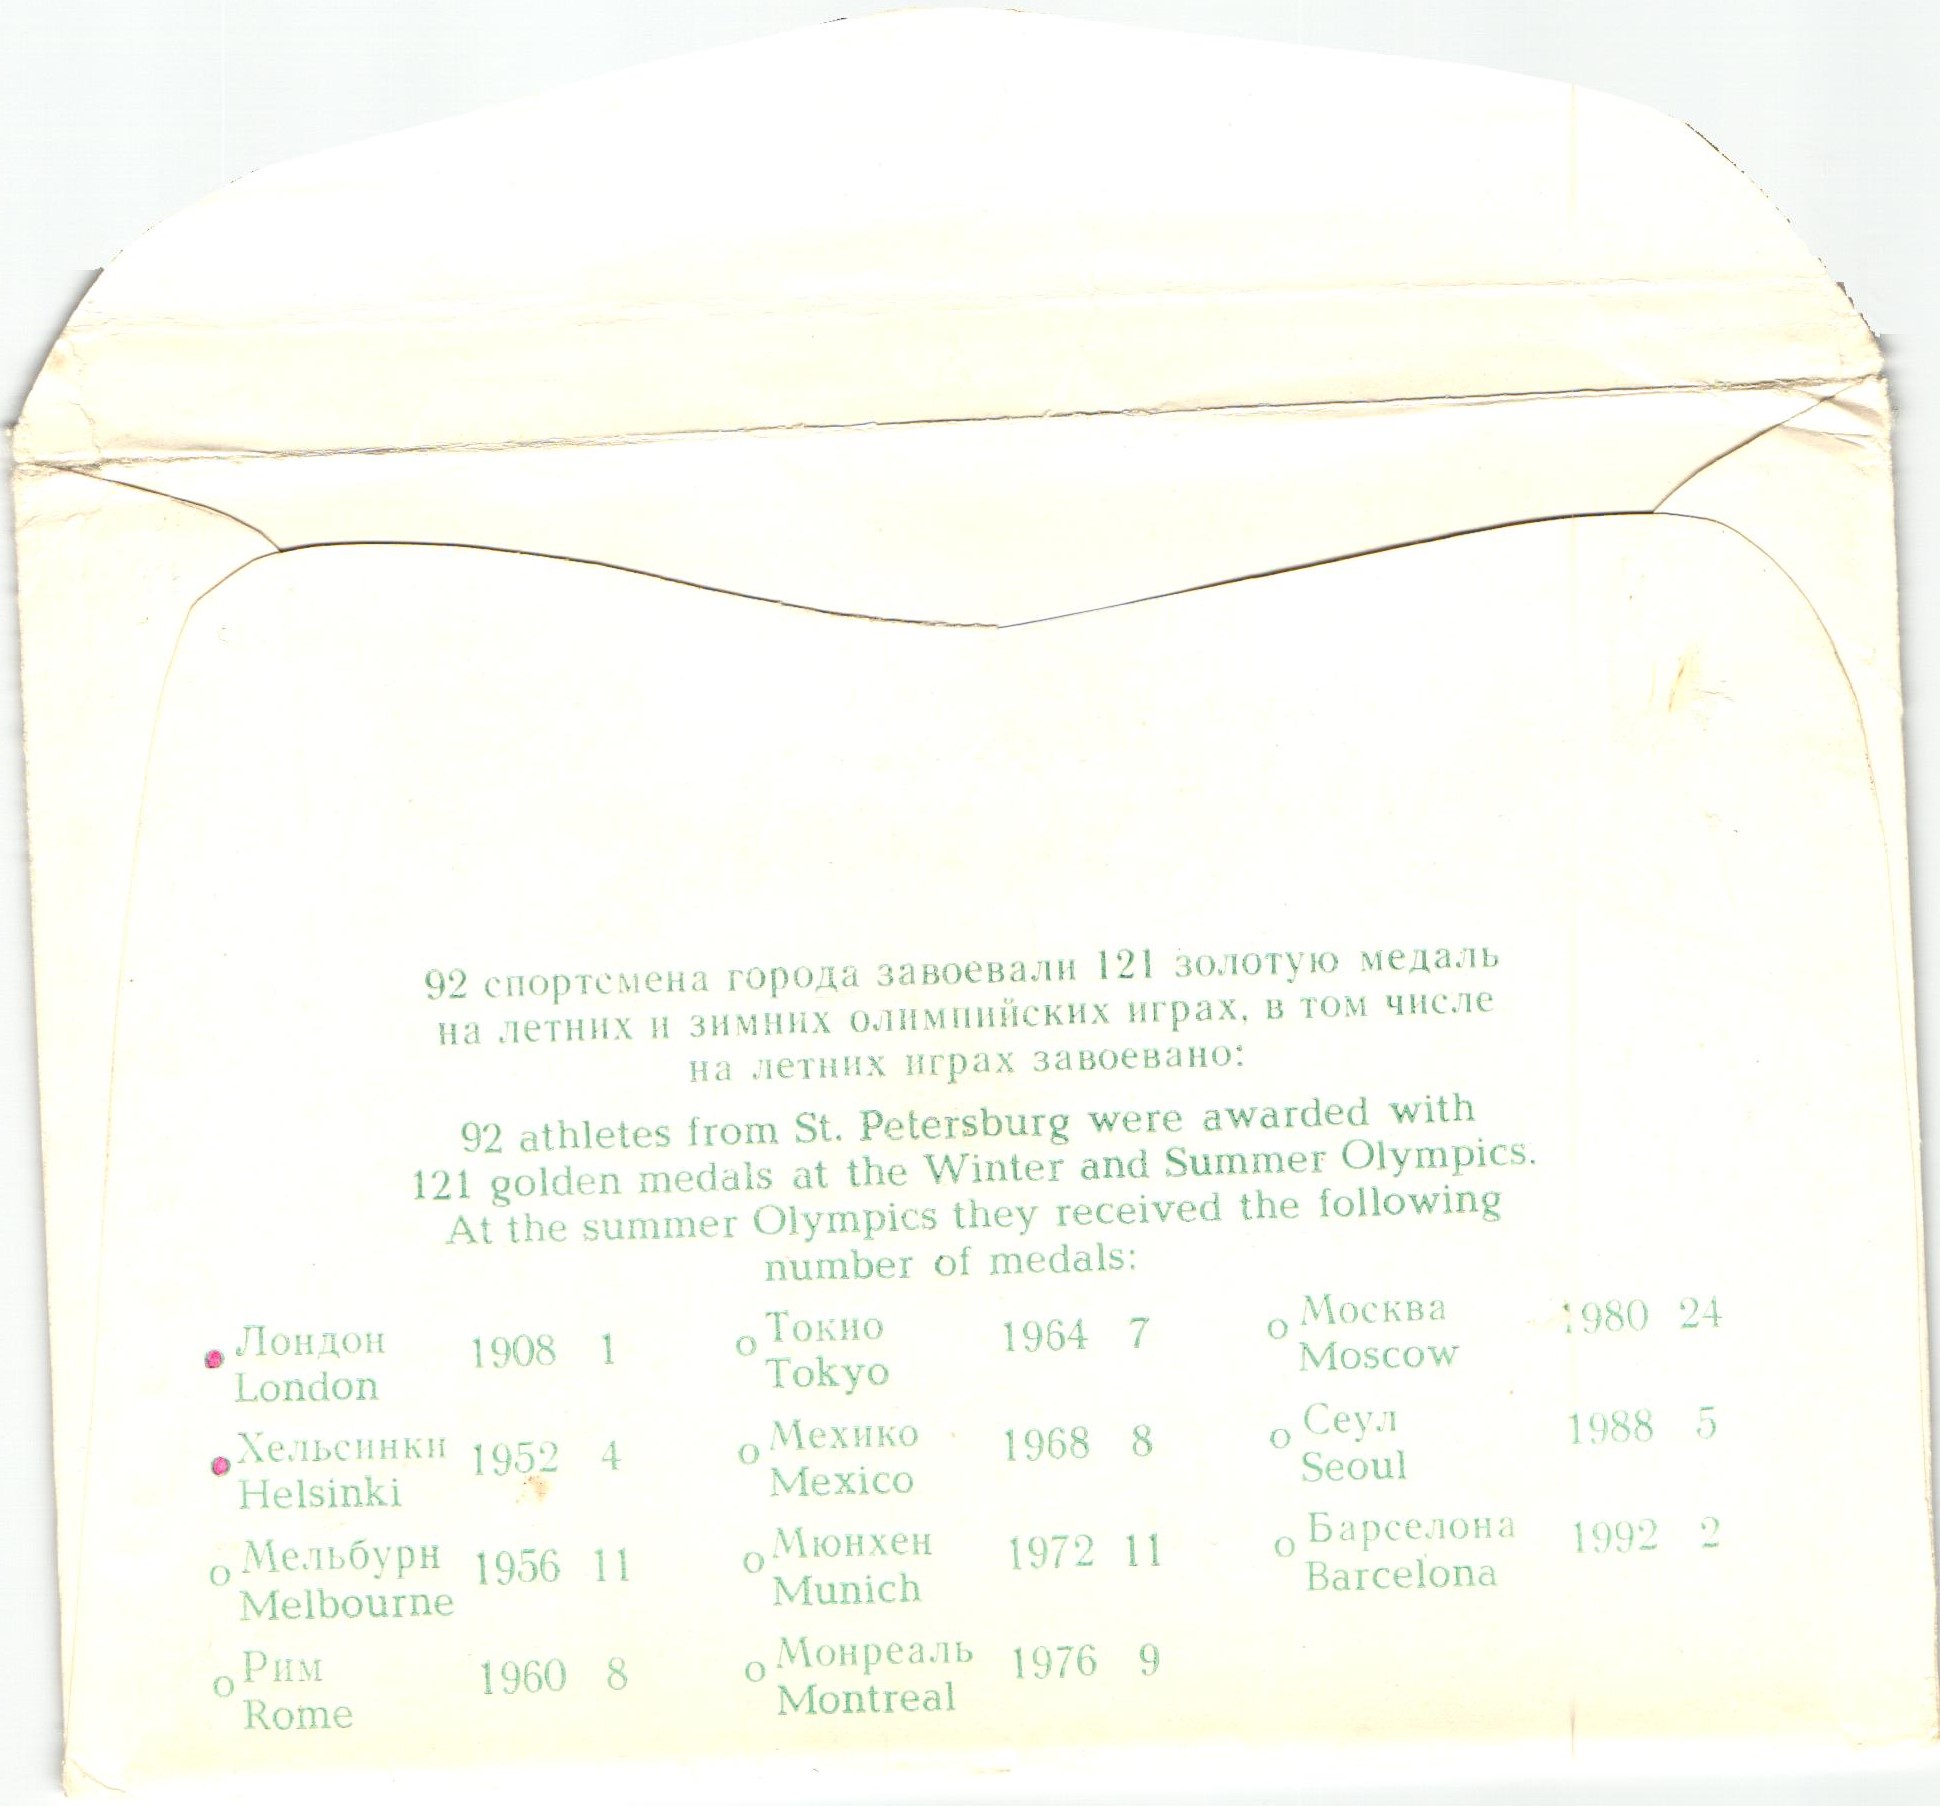 92 спортсмена города завоевали 121 золотую медаль
на летних и зимних олимпийских играх, в том числе
на летних играх завоевано:
92 athletes from St. Petersburg were awarded with
121 golden medals at the Winter and Summer Olympics.
At the summer Olympics they received the following
number of medals:
Лондон 1908 1
London
Хельсинки 1952 4
Helsinki
Мельбурн 1956 11
Melbourne
Рим 1960 8
Rome
Токио 1964 7
Tokyo
Мехико 1968 8
Mexico
Мюнхен 1972 11
Munich
Монреаль 1976 9
Montreal
Москва 1980 24
Moscow
Сеул 1988 5
Seoul
Барселона 1992 2
Barcelona